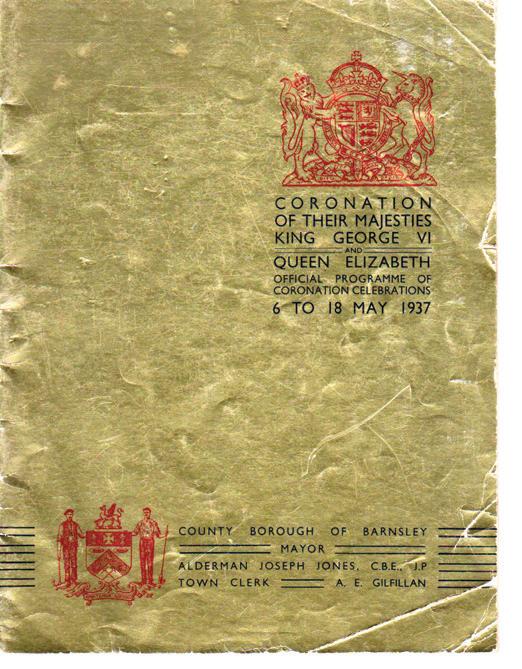 CORONATION
OF THEIR MAJESTIES
KING GEORGE VI
AND
QUEEN ELIZABETH
OFFICIAL PROGRAMME OF
CORONATION CELEBRATIONS
6 TO 18 MAY 1937
COUNTY BOROUGH OF BARNSLEY
MAYOR
ALDERMAN JOSEPH JONES, C.B.E., J.P
TOWN CLERK A. E. GILFILLAN